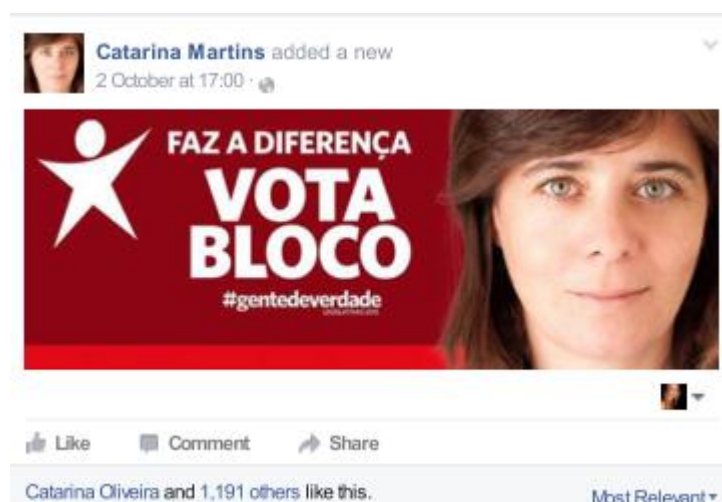 Catarina Martins added a new
2 October at 17:00 ·
FAZ A DIFERENÇA
VOTA
BLOCO
#gentedeverdade
Like Comment Share
Catarina Oliveira and 1,191 others like this. Most Relevant